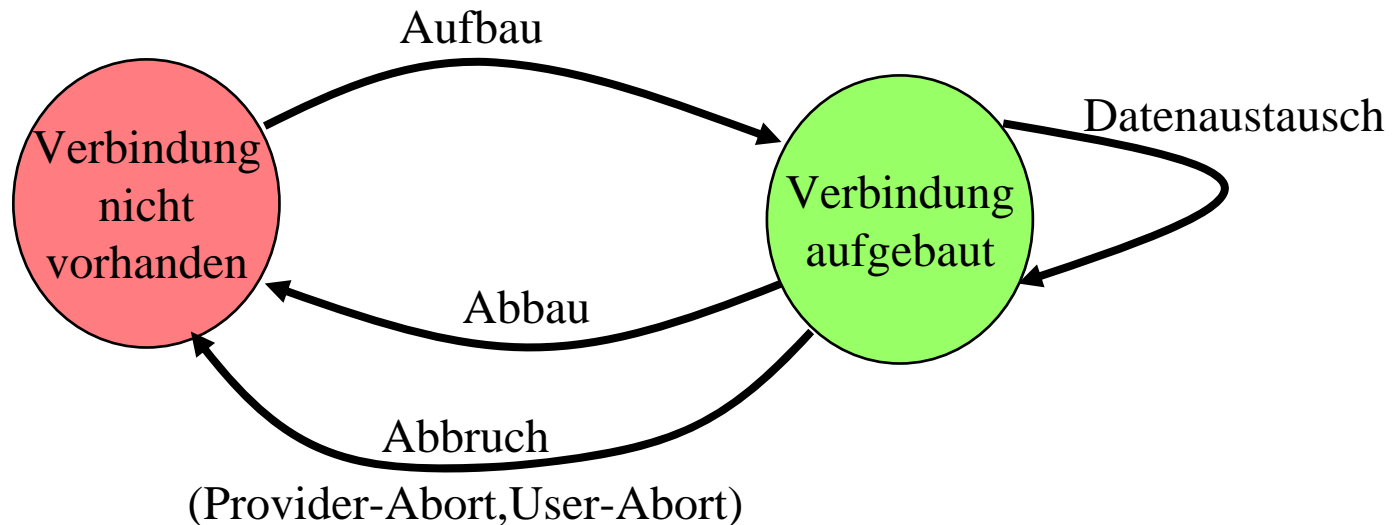 Aufbau
Verbindung
nicht
vorhanden
Verbindung
aufgebaut
Datenaustausch
Abbau
Abbruch
(Provider-Abort,User-Abort)